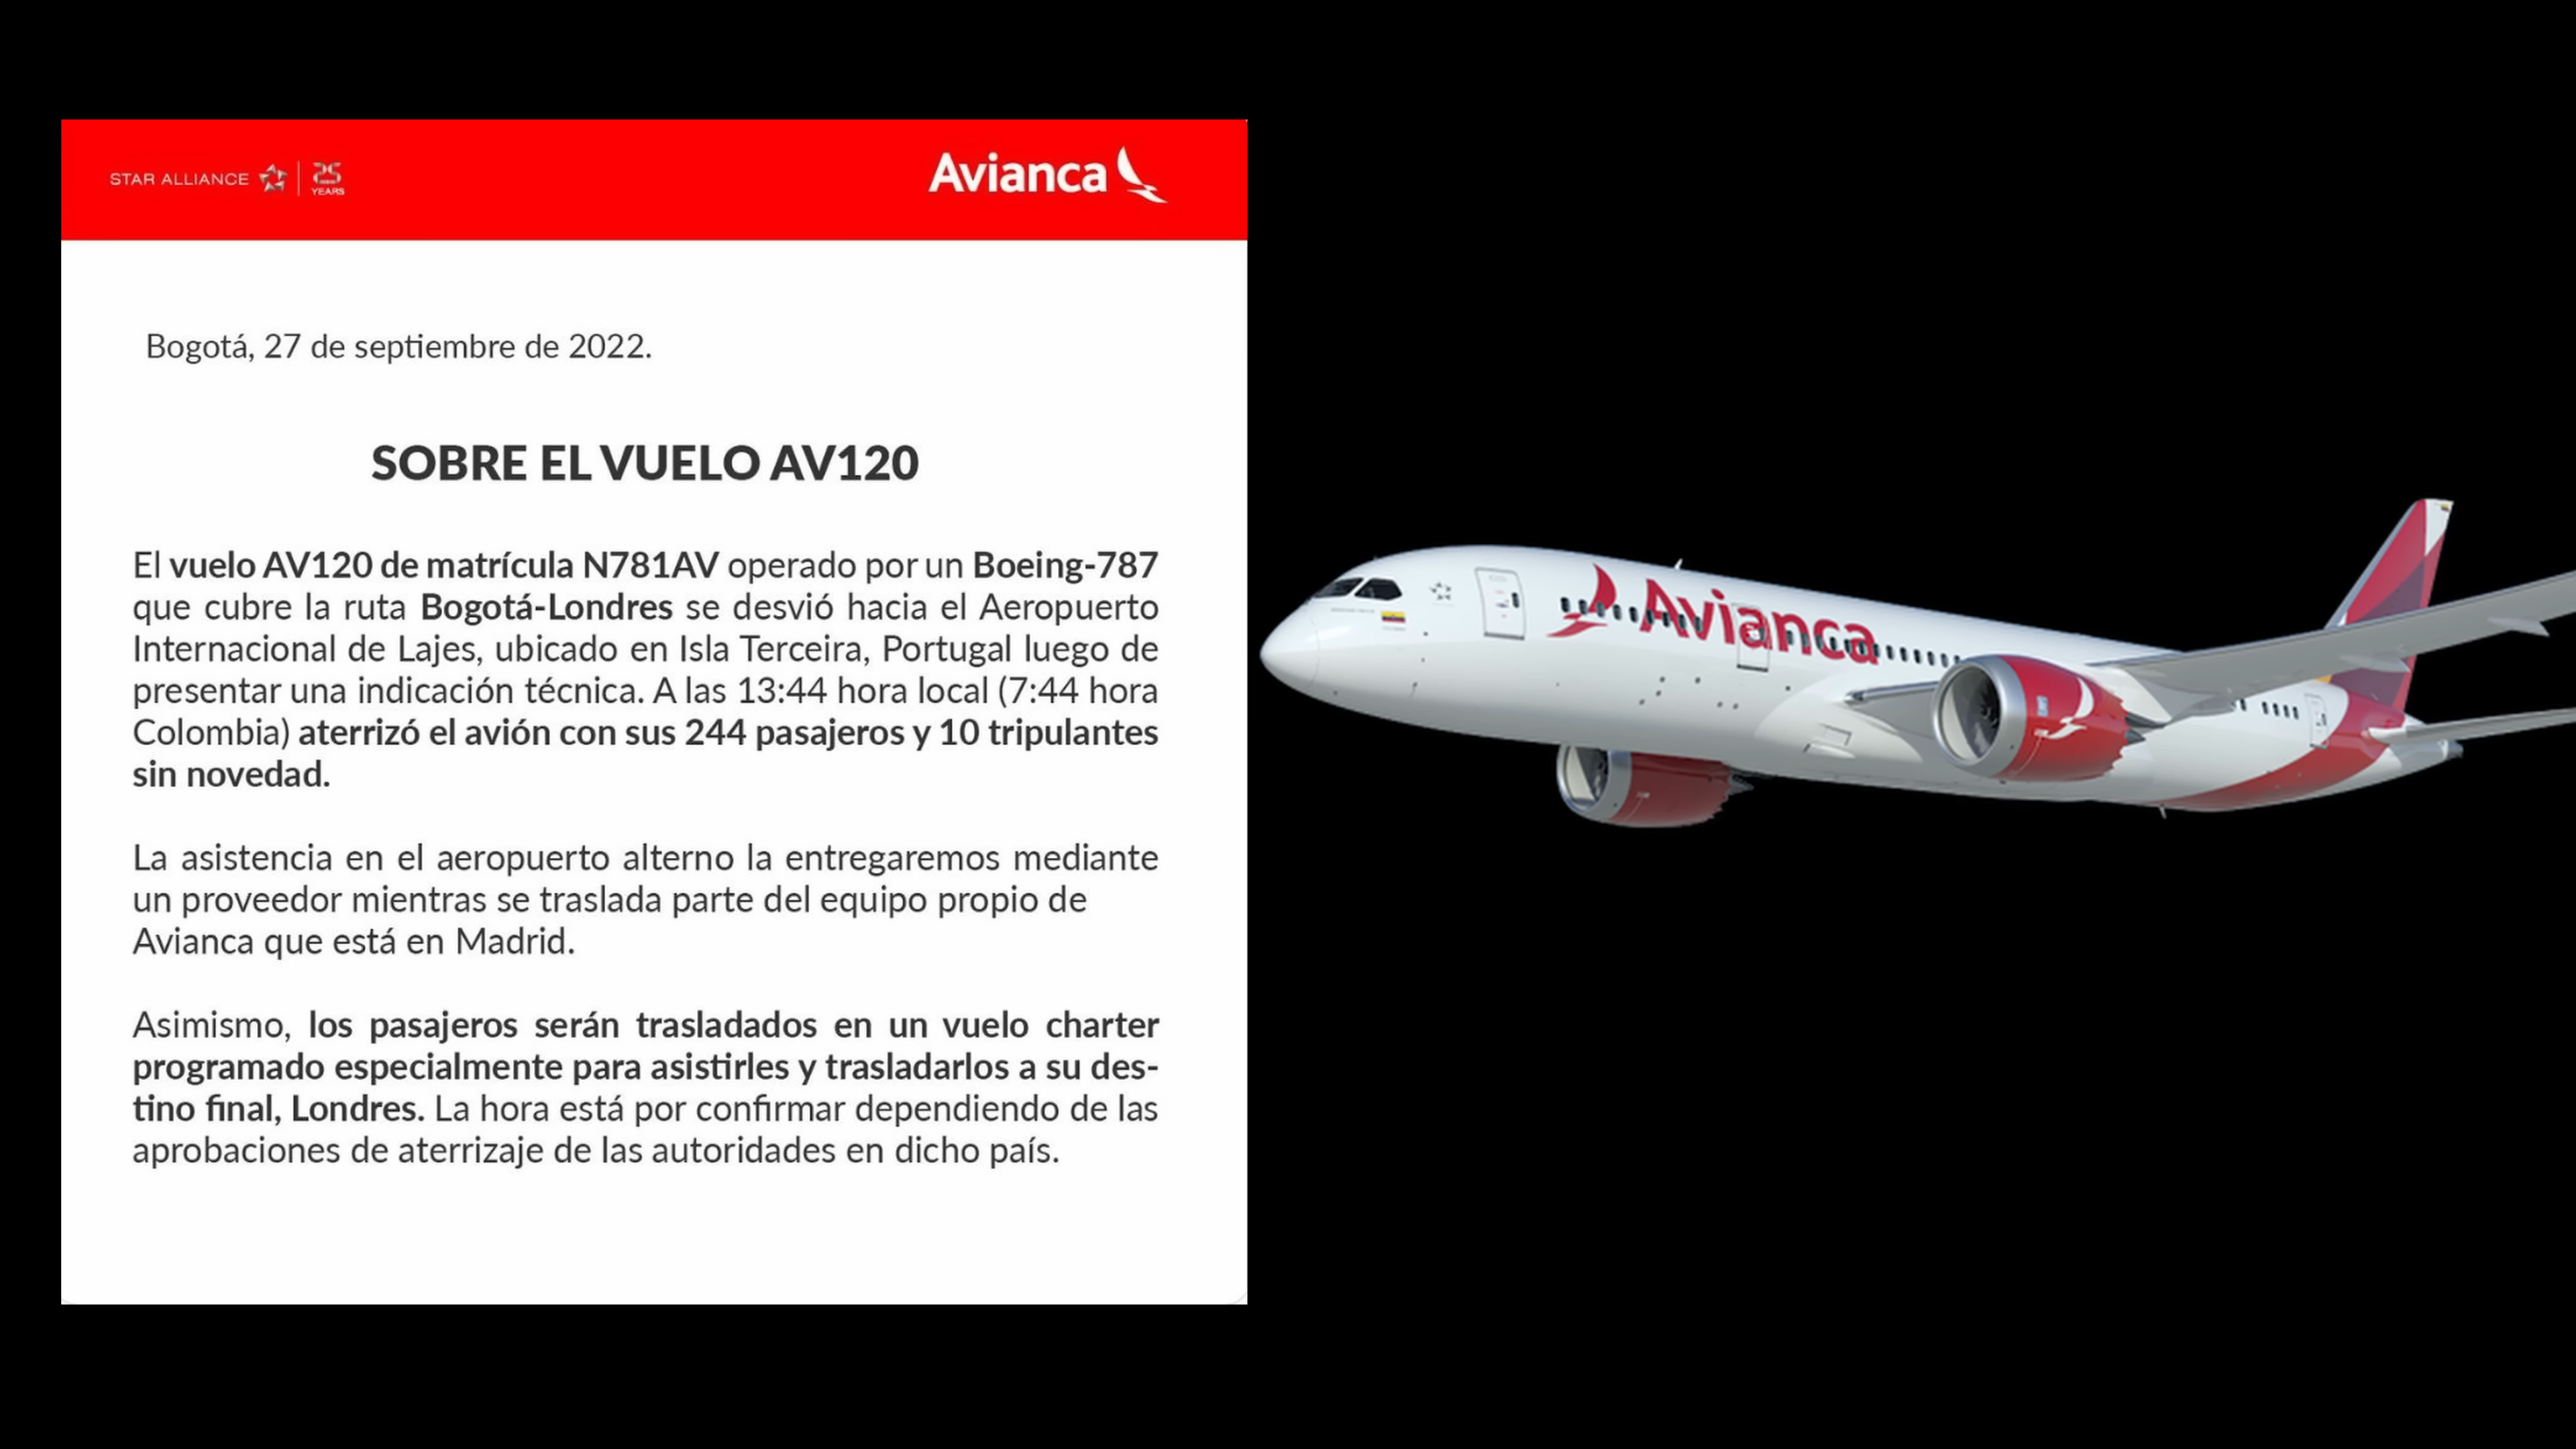 STAR ALLIANCE
25
YEARS
Avianca
Bogotá, 27 de septiembre de 2022.
SOBRE EL VUELO AV120
El vuelo AV120 de matrícula N781AV operado por un Boeing-787
que cubre la ruta Bogotá-Londres se desvió hacia el Aeropuerto
Internacional de Lajes, ubicado en Isla Terceira, Portugal luego de
presentar una indicación técnica. A las 13:44 hora local (7:44 hora
Colombia) aterrizó el avión con sus 244 pasajeros y 10 tripulantes
sin novedad.
La asistencia en el aeropuerto alterno la entregaremos mediante
un proveedor mientras se traslada parte del equipo propio de
Avianca que está en Madrid.
Asimismo, los pasajeros serán trasladados en un vuelo charter
programado especialmente para asistirles y trasladarlos a su des-
tino final, Londres. La hora está por confirmar dependiendo de las
aprobaciones de aterrizaje de las autoridades en dicho país.
Avianca